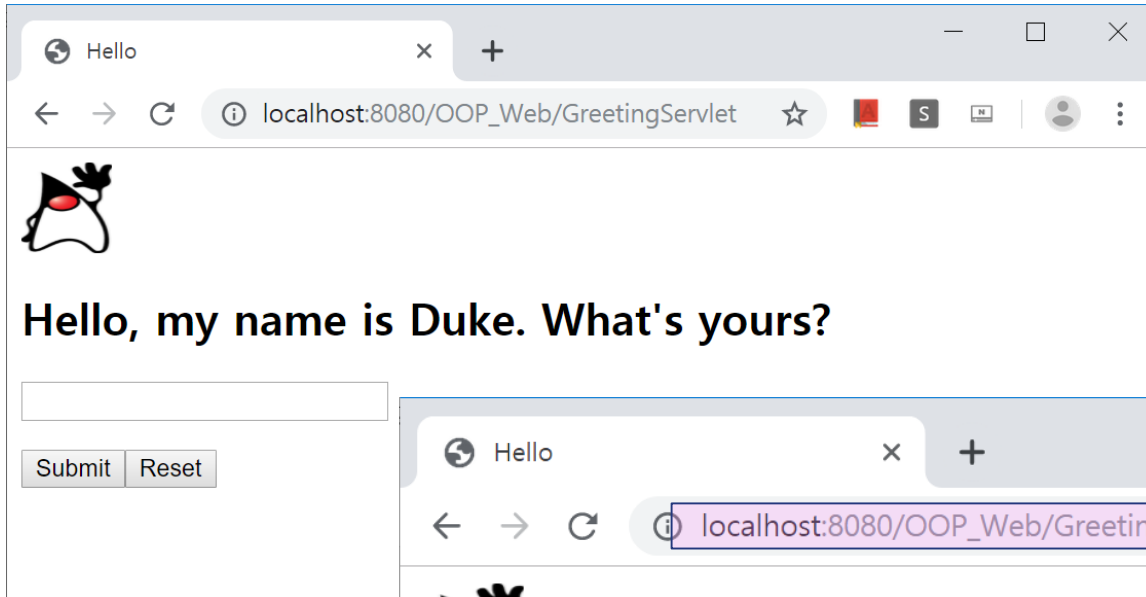 Hello
localhost:8080/OOP_Web/GreetingServlet
A
S
N
Hello, my name is Duke. What's yours?
Submit
Reset
Hello
localhost:8080/OOP_Web/Greetin